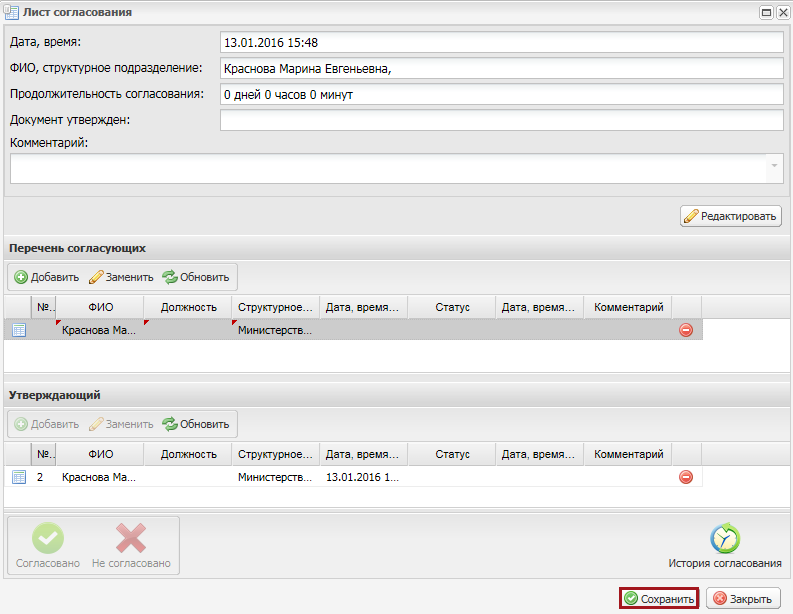 Лист согласования
Дата, время: 13.01.2016 15:48
ФИО, структурное подразделение: Краснова Марина Евгеньевна,
Продолжительность согласования: 0 дней 0 часов 0 минут
Документ утвержден:
Комментарий:
Редактировать
Перечень согласующих
Добавить Заменить Обновить
№.. ФИО Должность Структурное... Дата, время... Статус Дата, время... Комментарий
Краснова Ма... Министерств...
Утверждающий
Добавить Заменить Обновить
№.. ФИО Должность Структурное... Дата, время... Статус Дата, время... Комментарий
2 Краснова Ма... Министерств... 13.01.2016 1...
Согласовано Не согласовано История согласования
Сохранить Закрыть